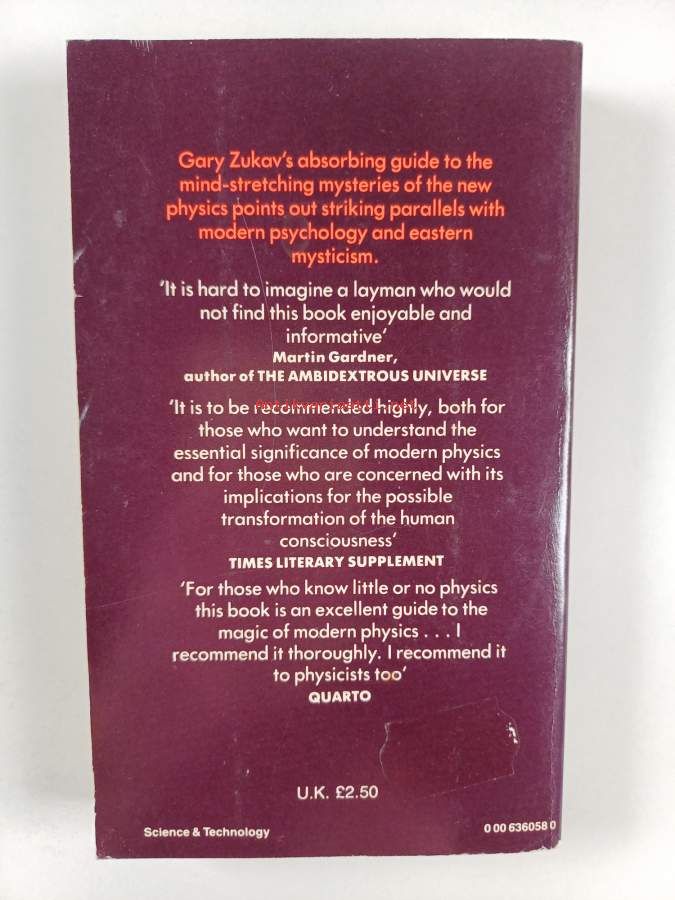 Gary Zukav's absorbing guide to the
mind-stretching mysteries of the new
physics points out striking parallels with
modern psychology and eastern
mysticism.
'It is hard to imagine a layman who would
not find this book enjoyable and
informative'
Martin Gardner,
author of THE AMBIDEXTROUS UNIVERSE
'It is to be recommended highly, both for
those who want to understand the
essential significance of modern physics
and for those who are concerned with its
implications for the possible
transformation of the human
consciousness'
TIMES LITERARY SUPPLEMENT
'For those who know little or no physics
this book is an excellent guide to the
magic of modern physics . . . I
recommend it thoroughly. I recommend it
to physicists too'
QUARTO
U.K. £2.50
Science & Technology
0 00 636058 0